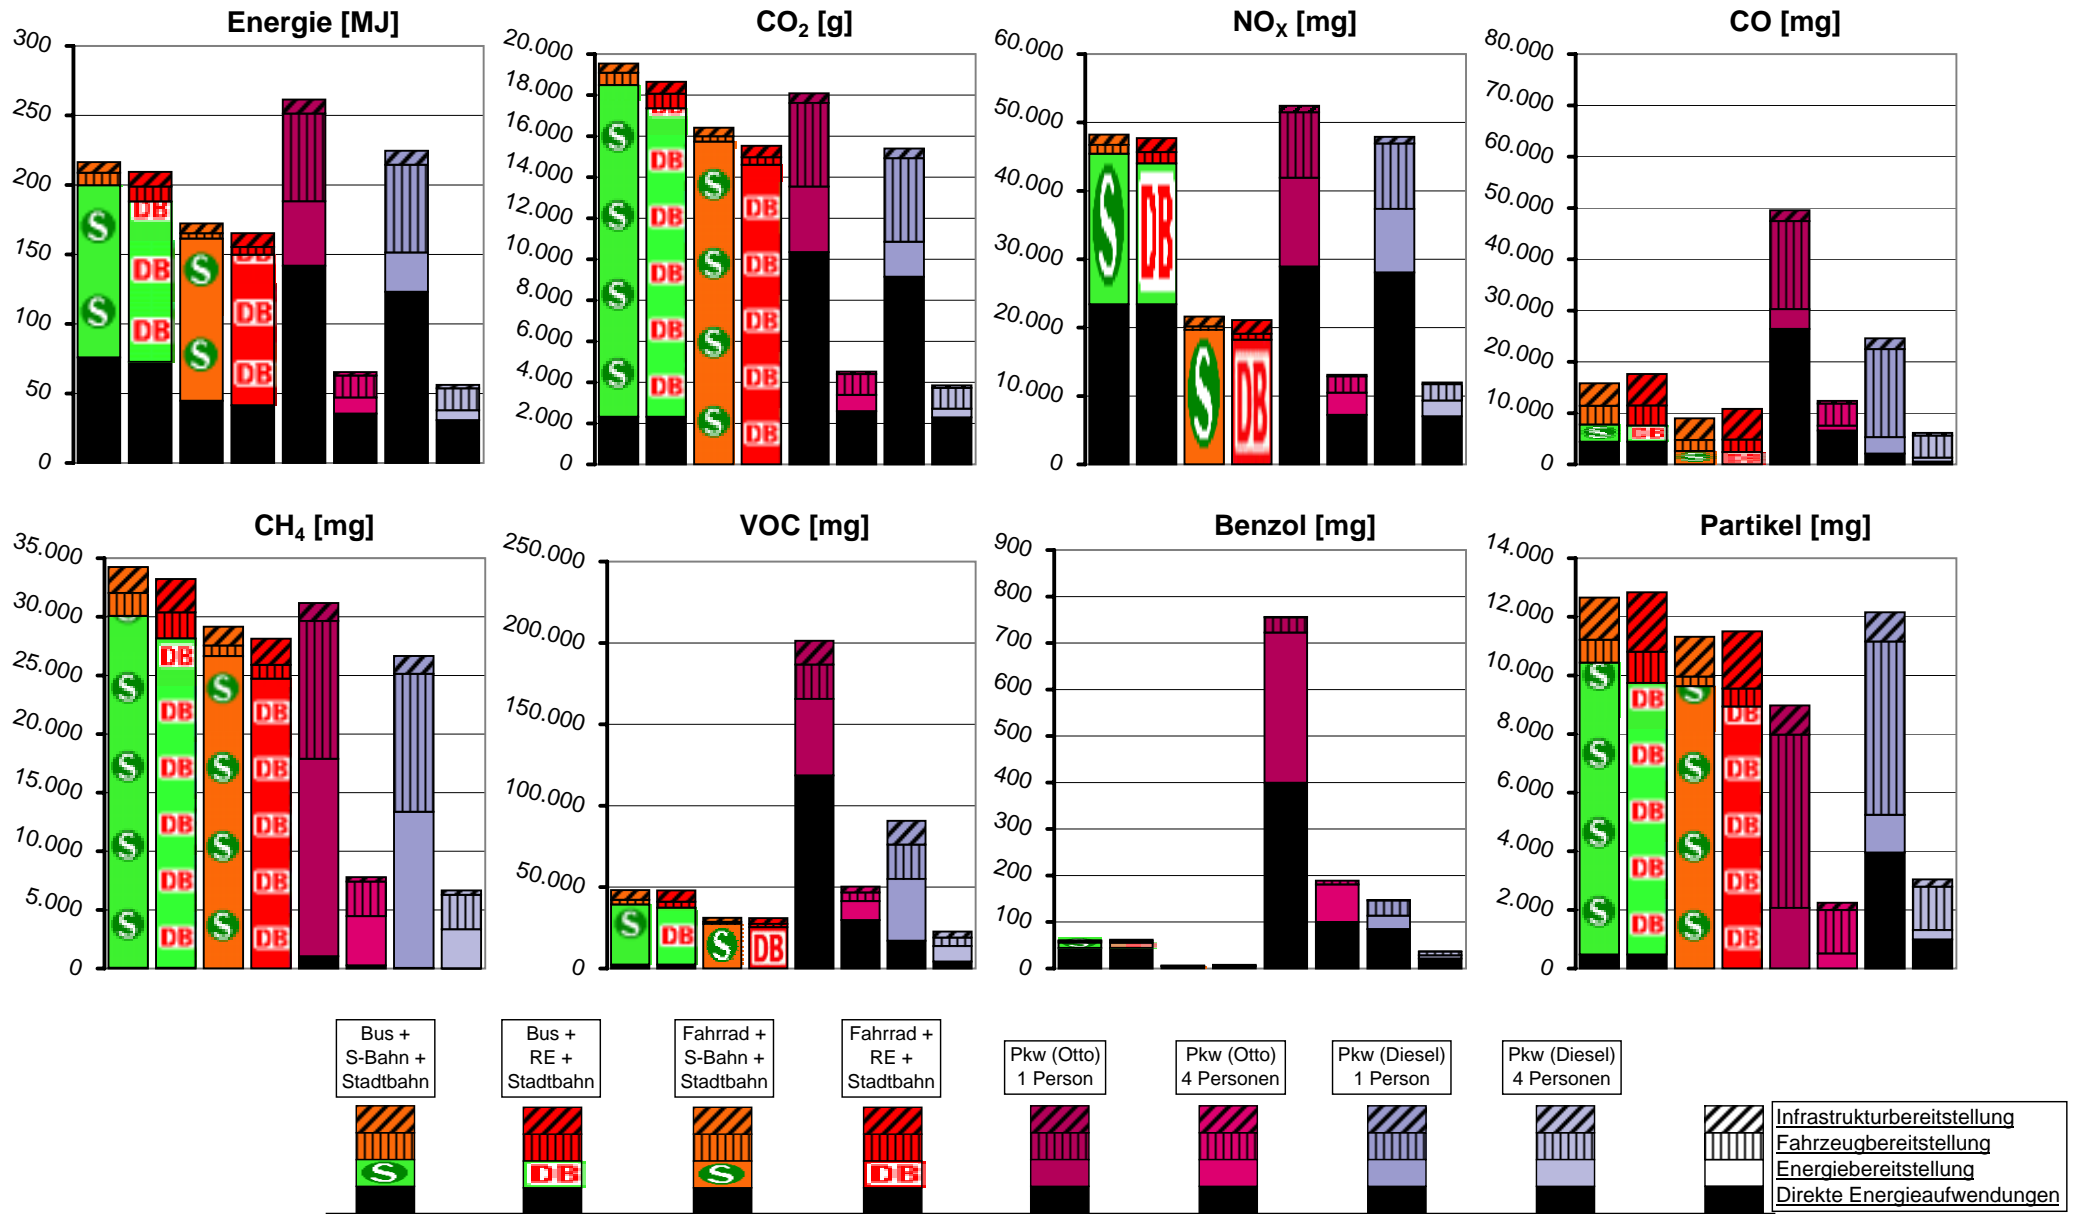 Energie [MJ]
300
250
200
150
100
50
0
CO2 [g]
20.000
18.000
16.000
14.000
12.000
10.000
8.000
6.000
4.000
2.000
0
NOX [mg]
60.000
50.000
40.000
30.000
20.000
10.000
0
CO [mg]
80.000
70.000
60.000
50.000
40.000
30.000
20.000
10.000
0
CH4 [mg]
35.000
30.000
25.000
20.000
15.000
10.000
5.000
0
VOC [mg]
250.000
200.000
150.000
100.000
50.000
0
Benzol [mg]
900
800
700
600
500
400
300
200
100
0
Partikel [mg]
14.000
12.000
10.000
8.000
6.000
4.000
2.000
0
Bus +
S-Bahn +
Stadtbahn
Bus +
RE +
Stadtbahn
Fahrrad +
S-Bahn +
Stadtbahn
Fahrrad +
RE +
Stadtbahn
Pkw (Otto)
1 Person
Pkw (Otto)
4 Personen
Pkw (Diesel)
1 Person
Pkw (Diesel)
4 Personen
S
DB
S
DB
Infrastrukturbereitstellung
Fahrzeugbereitstellung
Energiebereitstellung
Direkte Energieaufwendungen